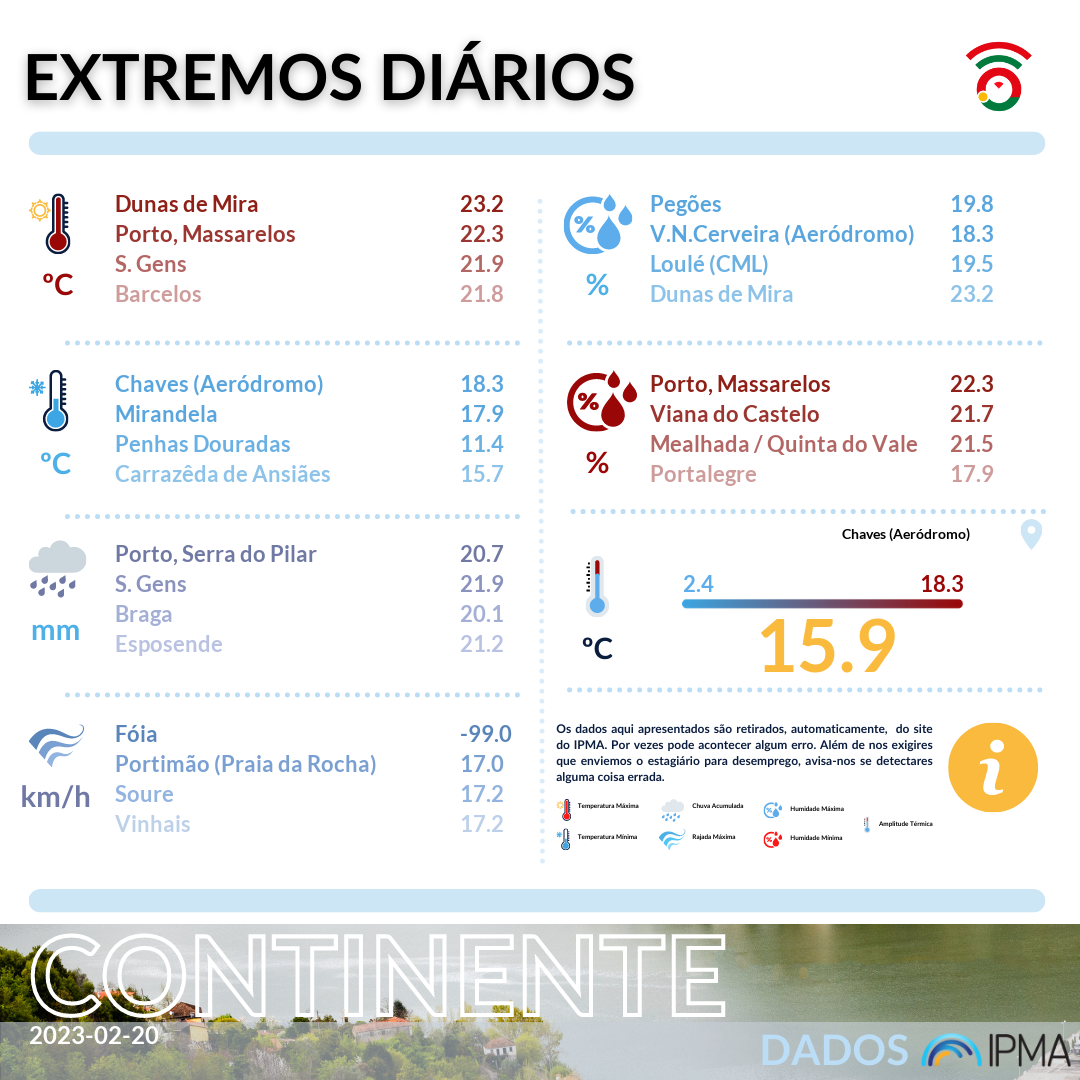 EXTREMOS DIÁRIOS
Dunas de Mira 23.2
Porto, Massarelos 22.3
S. Gens 21.9
Barcelos 21.8
ºC
Chaves (Aeródromo) 18.3
Mirandela 17.9
Penhas Douradas 11.4
Carrazêda de Ansiães 15.7
ºC
Porto, Serra do Pilar 20.7
S. Gens 21.9
Braga 20.1
Esposende 21.2
mm
Fóia -99.0
Portimão (Praia da Rocha) 17.0
Soure 17.2
Vinhais 17.2
km/h
% Pegões 19.8
V.N.Cerveira (Aeródromo) 18.3
Loulé (CML) 19.5
Dunas de Mira 23.2
%
% Porto, Massarelos 22.3
Viana do Castelo 21.7
Mealhada / Quinta do Vale 21.5
Portalegre 17.9
%
Chaves (Aeródromo)
2.4 18.3
15.9
ºC
Os dados aqui apresentados são retirados, automaticamente, do site
do IPMA. Por vezes pode acontecer algum erro. Além de nos exigires
que enviemos o estagiário para desemprego, avisa-nos se detectares
alguma coisa errada.
i
Temperatura Máxima Chuva Acumulada Humidade Máxima
Amplitude Térmica
Temperatura Mínima Rajada Máxima Humidade Mínima
CONTINENTE
2023-02-20
DADOS IPMA